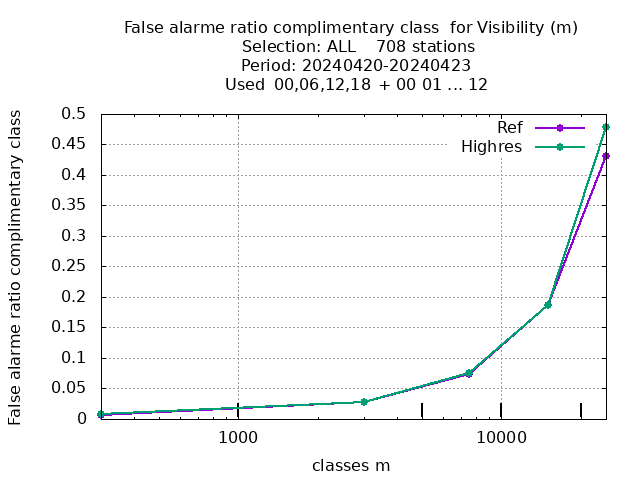 False alarme ratio complimentary class  for Visibility (m)
Selection: ALL    708 stations
Period: 20240420-20240423
Used  00,06,12,18  + 00 01 ... 12
False alarme ratio complimentary class
0.5
0.45
0.4
0.35
0.3
0.25
0.2
0.15
0.1
0.05
0
Ref
Highres
1000
10000
classes m